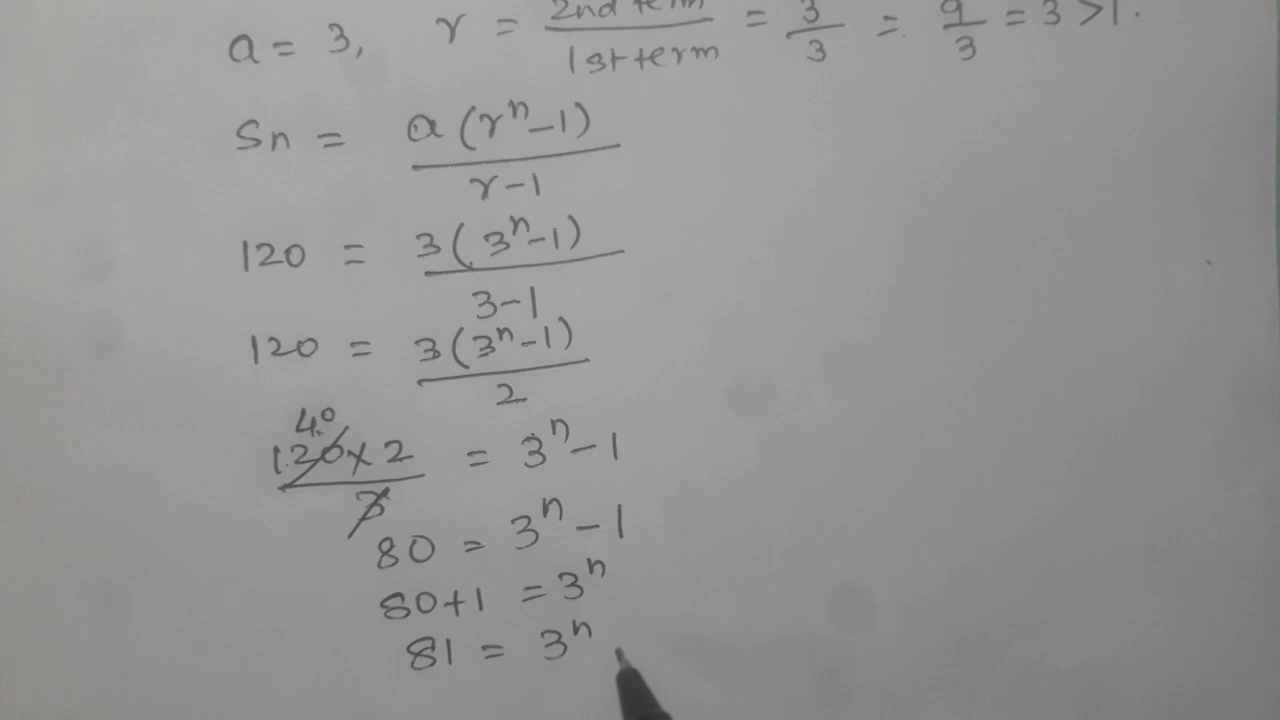 a = 3, r = 2nd term / 1st term = 3 / 3 = 9 / 3 = 3 > 1.
Sn = a (r^n - 1) / r - 1
120 = 3 ( 3^n - 1) / 3 - 1
120 = 3 (3^n - 1) / 2
40
120 x 2 / 3 = 3^n - 1
80 = 3^n - 1
80 + 1 = 3^n
81 = 3^n